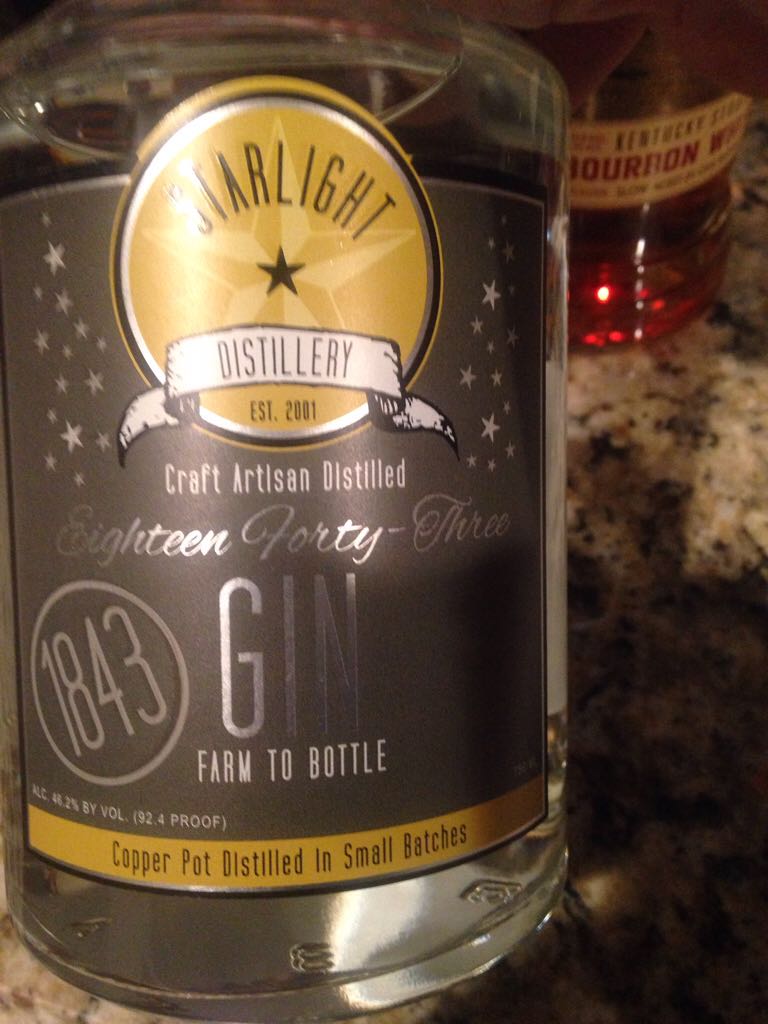 STARLIGHT
DISTILLERY
EST. 2001
Craft Artisan Distilled
Eighteen Forty-Three
1843
GIN
FARM TO BOTTLE
ALC. 46.2% BY VOL. (92.4 PROOF)
Copper Pot Distilled in Small Batches
KENTUCKY
BOURBON